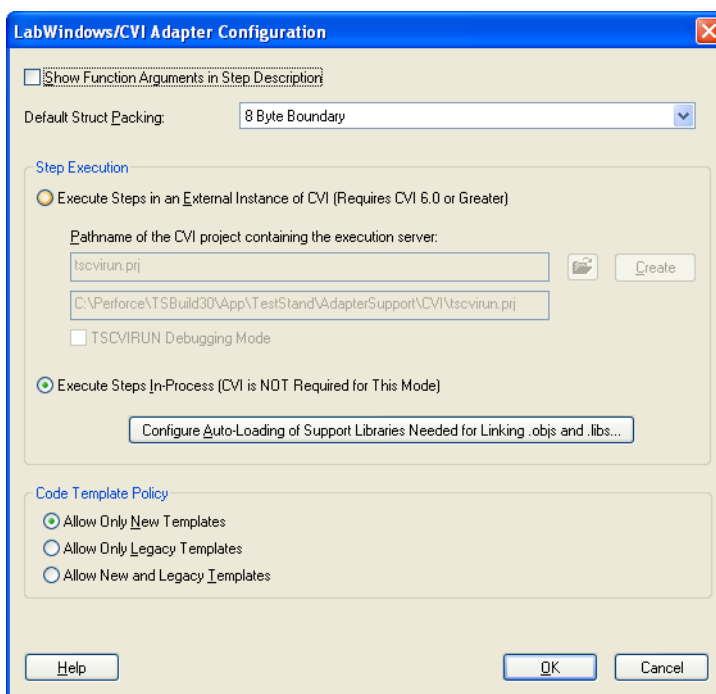 LabWindows/CVI Adapter Configuration
Show Function Arguments in Step Description
Default Struct Packing: 8 Byte Boundary
Step Execution
Execute Steps in an External Instance of CVI (Requires CVI 6.0 or Greater)
Pathname of the CVI project containing the execution server:
tscvirun.prj Create
C:\Perforce\TSBuild30\App\TestStand\AdapterSupport\CVI\tscvirun.prj
TSCVIRUN Debugging Mode
Execute Steps In-Process (CVI is NOT Required for This Mode)
Configure Auto-Loading of Support Libraries Needed for Linking .objs and .libs...
Code Template Policy
Allow Only New Templates
Allow Only Legacy Templates
Allow New and Legacy Templates
Help OK Cancel